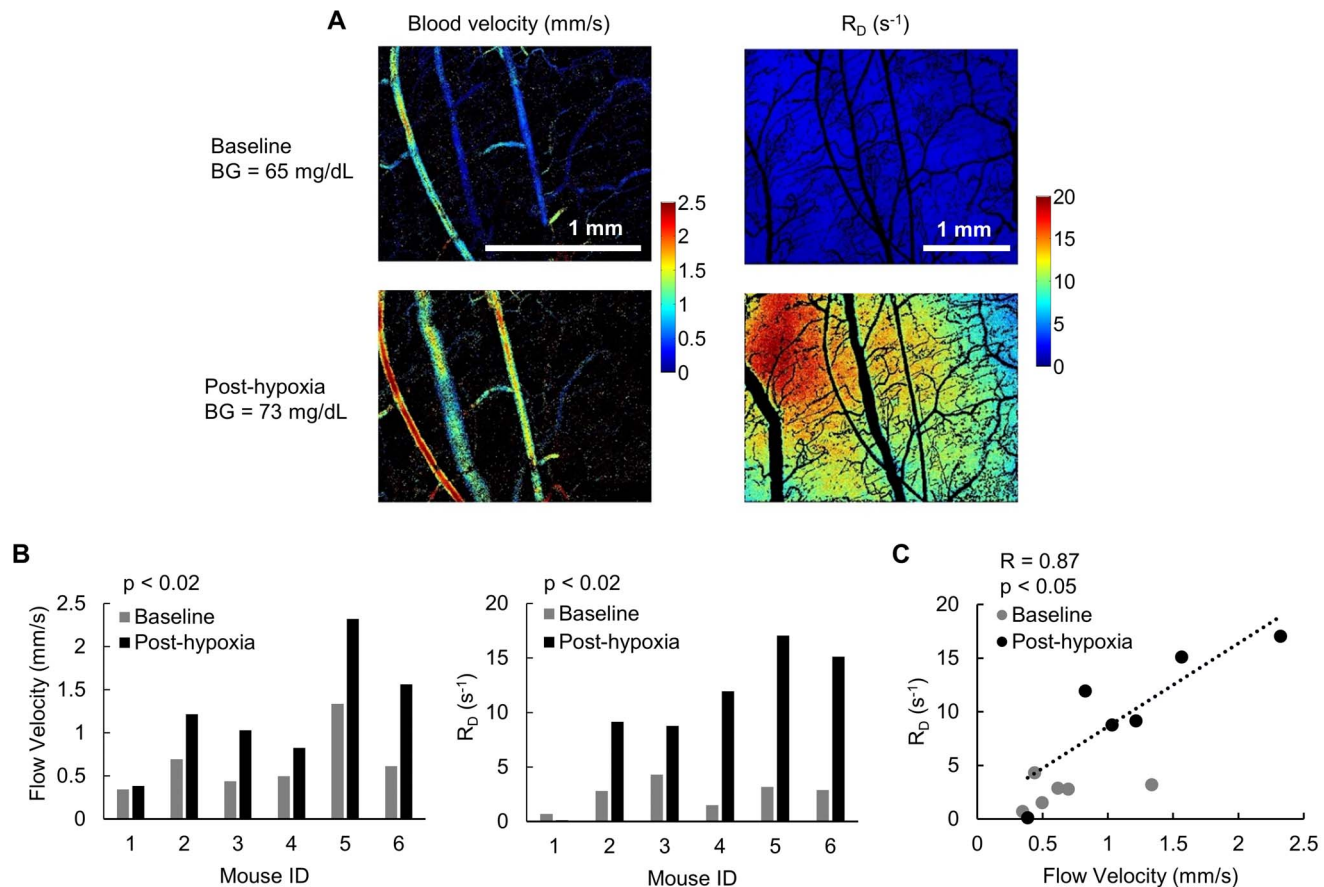 A
Blood velocity (mm/s)
R_D (s⁻¹)
Baseline
BG = 65 mg/dL
1 mm
2.5
2
1.5
1
0.5
0
1 mm
20
15
10
5
0
Post-hypoxia
BG = 73 mg/dL
B
p < 0.02
Baseline
Post-hypoxia
Flow Velocity (mm/s)
2.5
2
1.5
1
0.5
0
1 2 3 4 5 6
Mouse ID
p < 0.02
Baseline
Post-hypoxia
R_D (s⁻¹)
20
15
10
5
0
1 2 3 4 5 6
Mouse ID
C
R = 0.87
p < 0.05
Baseline
Post-hypoxia
R_D (s⁻¹)
20
15
10
5
0
0 0.5 1 1.5 2 2.5
Flow Velocity (mm/s)